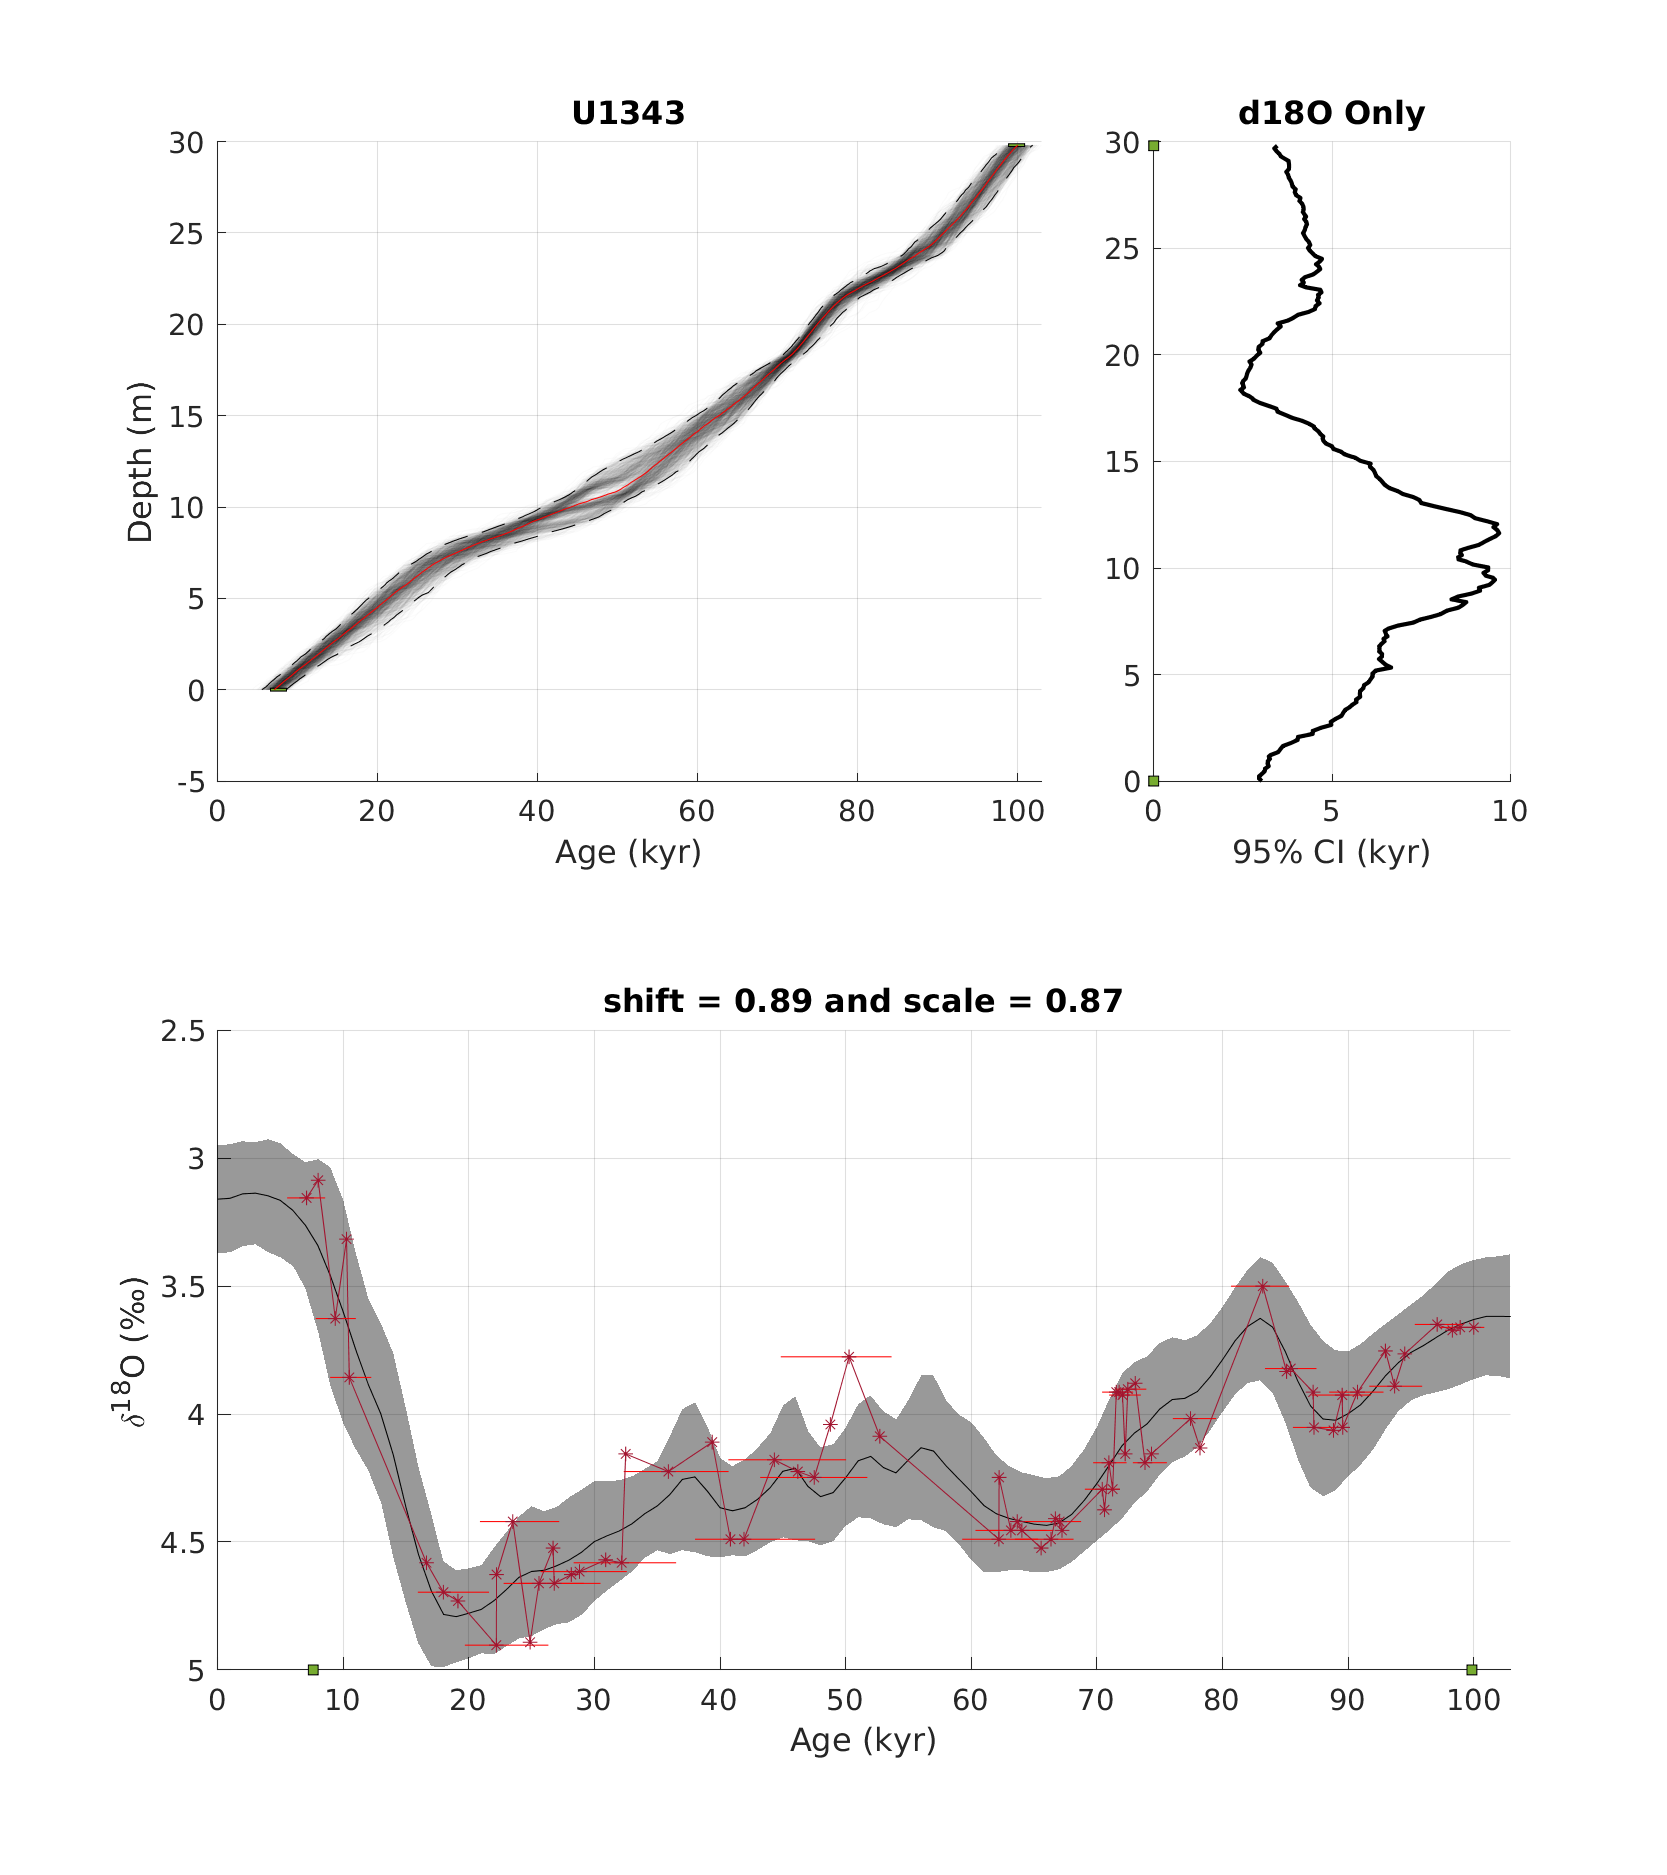 U1343
30
25
20
15
10
5
0
-5
0 20 40 60 80 100
Age (kyr)
Depth (m)
d18O Only
30
25
20
15
10
5
0
0 5 10
95% CI (kyr)
shift = 0.89 and scale = 0.87
2.5
3
3.5
4
4.5
5
0 10 20 30 40 50 60 70 80 90 100
Age (kyr)
δ¹⁸O (‰)